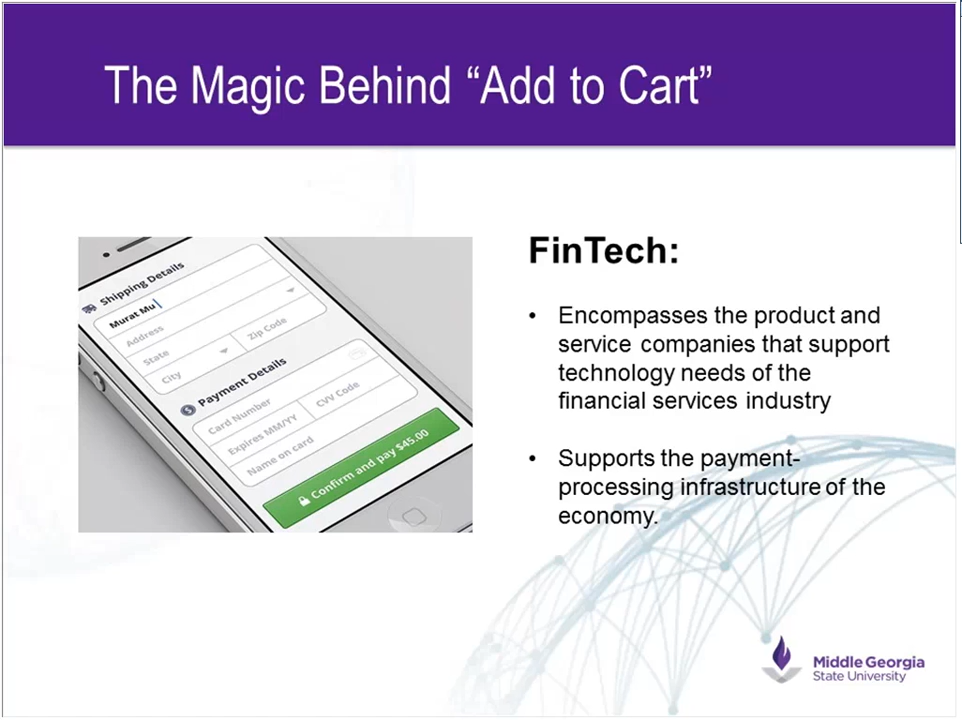 The Magic Behind “Add to Cart”
Shipping Details
Murat Mu
Address
State
Zip Code
City
Payment Details
Card Number
Expires MM/YY
CVV Code
Name on card
Confirm and pay $45.00
FinTech:
• Encompasses the product and
service companies that support
technology needs of the
financial services industry
• Supports the payment-
processing infrastructure of the
economy.
Middle Georgia
State University